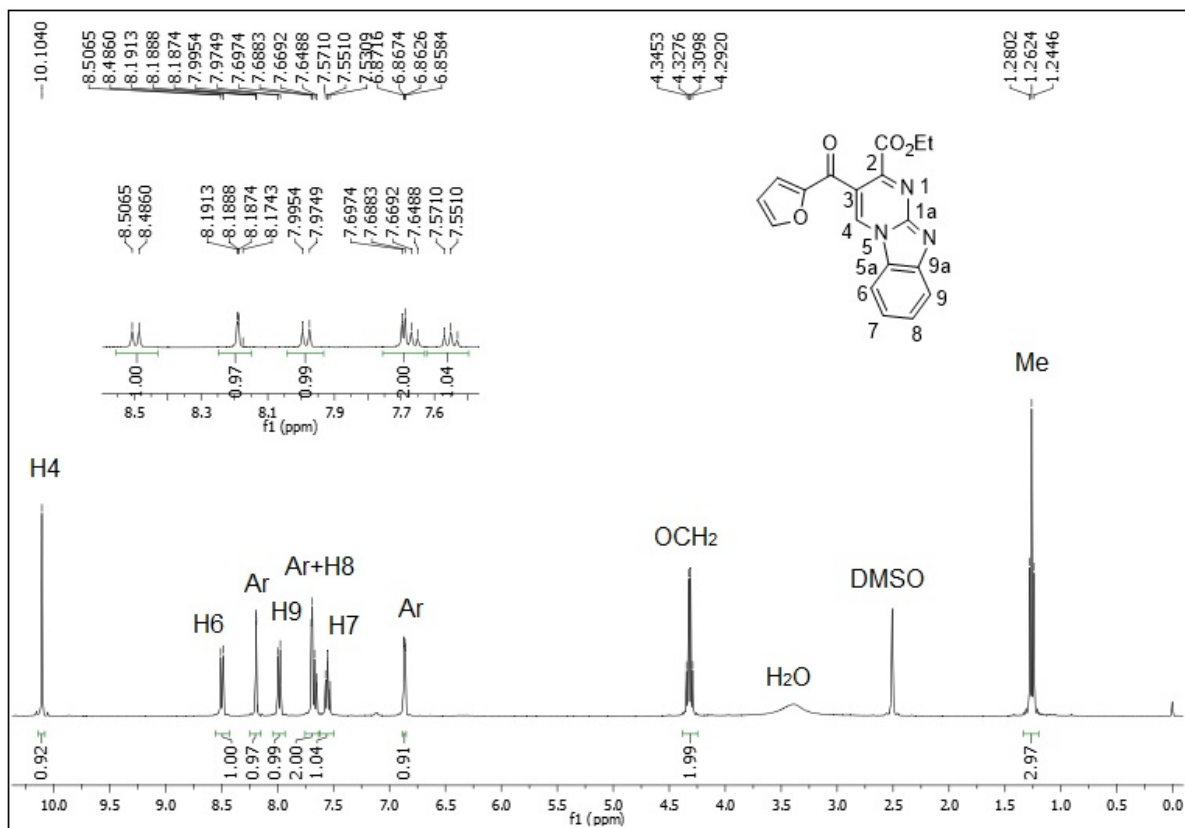 10.1040
8.5065
8.4860
8.1913
8.1888
8.1874
7.9954
7.9749
7.6974
7.6883
7.6692
7.6488
7.5710
7.5510
7.5309
6.8716
6.8674
6.8626
6.8584
4.3453
4.3276
4.3098
4.2920
1.2802
1.2624
1.2446
8.5065
8.4860
8.1913
8.1888
8.1874
8.1743
7.9954
7.9749
7.6974
7.6883
7.6692
7.6488
7.5710
7.5510
1.00 0.97 0.99 2.00 1.04
8.5 8.3 8.1 7.9 7.7 7.6
f1 (ppm)
O CO₂Et
2
3 N 1
O 1a
4 N N
5
5a 9a
6 9
7 8
H4
H6
Ar
H9
Ar+H8
H7
Ar
OCH₂
H₂O
DMSO
Me
0.92 1.00 0.97 0.99 2.00 1.04 0.91 1.99 2.97
10.0 9.5 9.0 8.5 8.0 7.5 7.0 6.5 6.0 5.5 5.0 4.5 4.0 3.5 3.0 2.5 2.0 1.5 1.0 0.5 0.0
f1 (ppm)